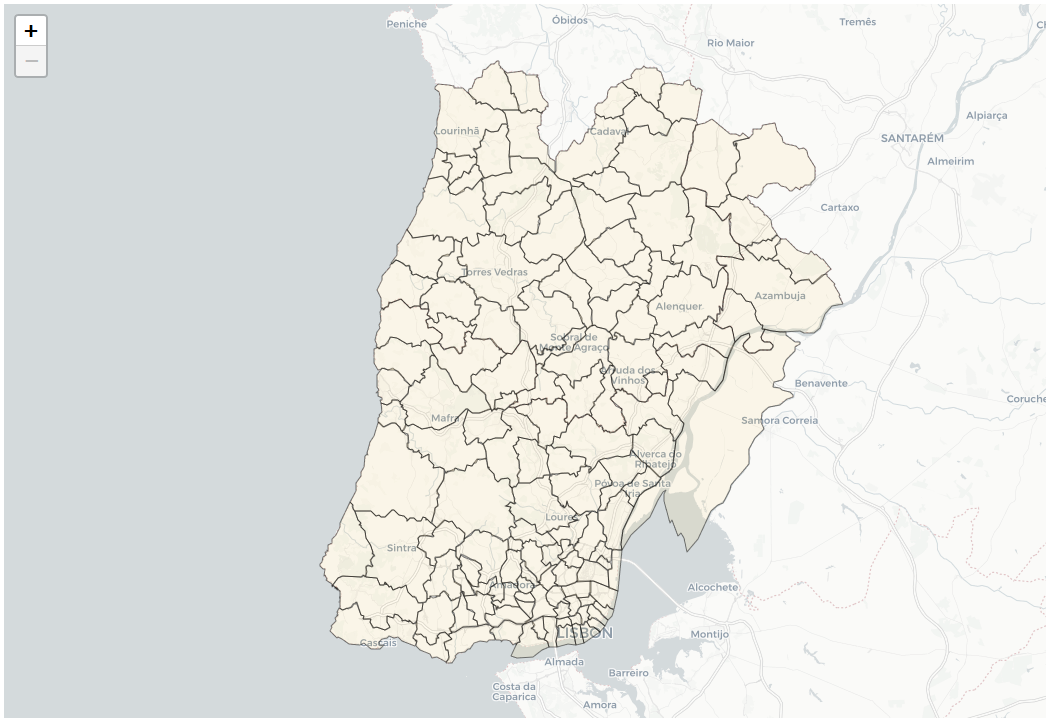 +
−
Peniche
Óbidos
Tremês
Rio Maior
Alpiarça
SANTARÉM
Lourinhã
Cadaval
Almeirim
Cartaxo
Torres Vedras
Azambuja
Alenquer
Sobral de
Monte Agraço
Arruda dos
Vinhos
Benavente
Coruche
Mafra
Samora Correia
Alverca do
Ribatejo
Póvoa de Santa
Iria
Loures
Sintra
Amadora
Alcochete
LISBON
Montijo
Cascais
Almada
Barreiro
Costa da
Caparica
Amora